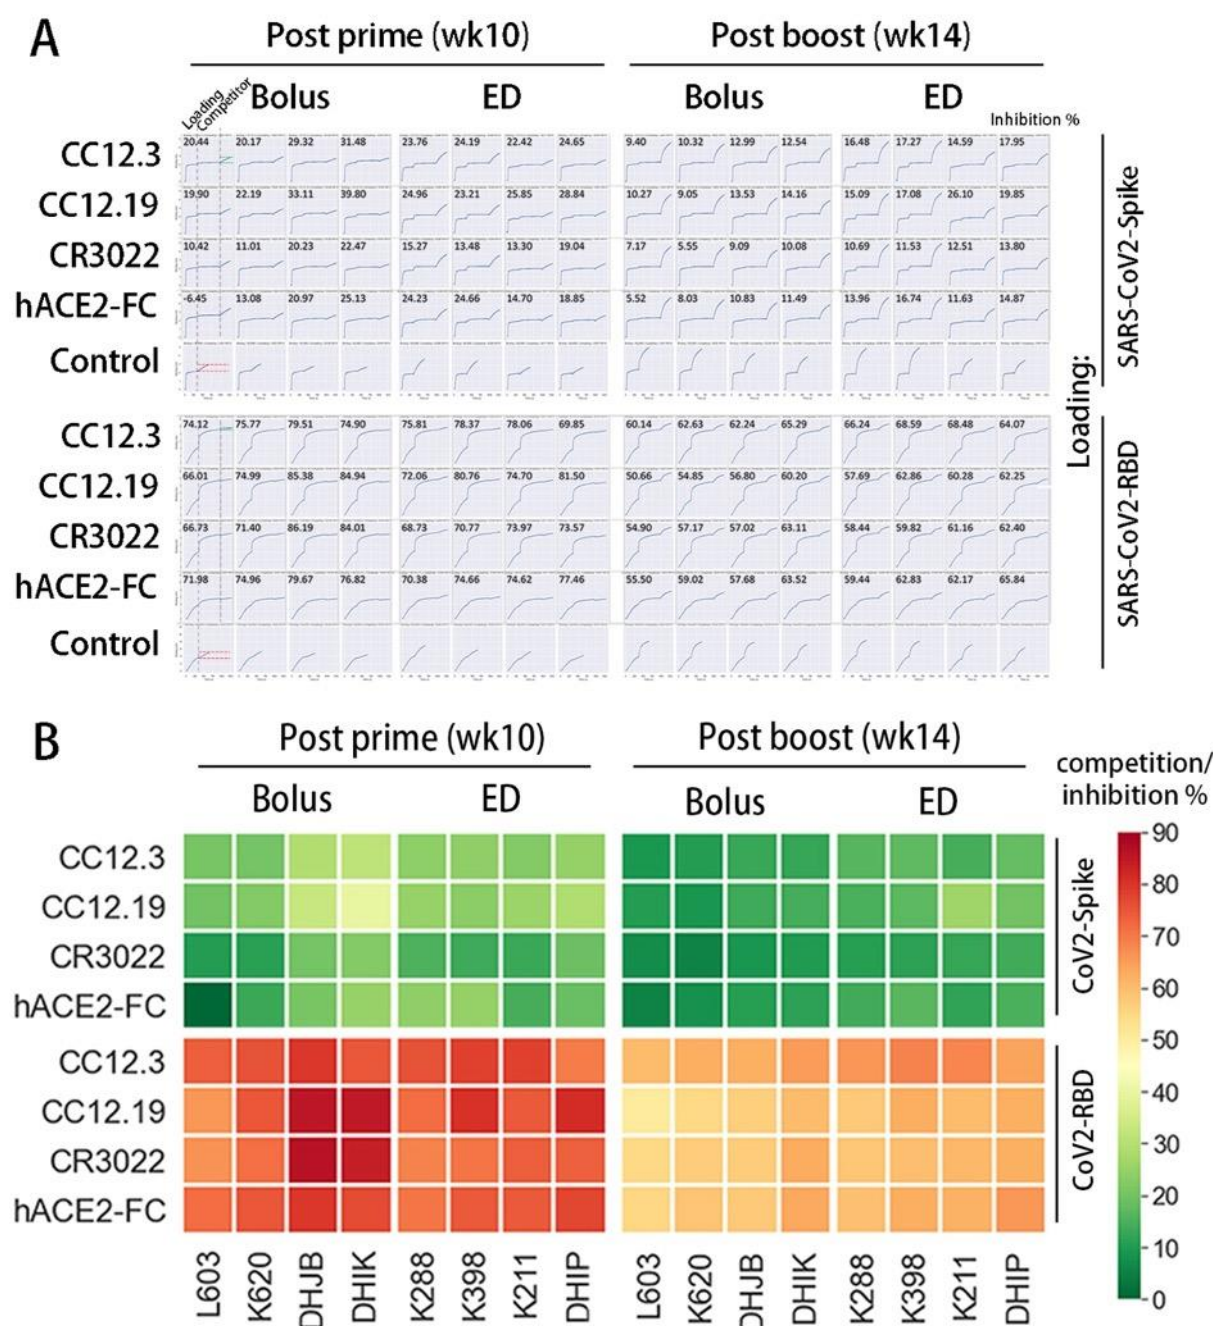 A
Post prime (wk10) Post boost (wk14)
Loading
Competitor
Bolus ED Bolus ED
Inhibition %
CC12.3 20.44 20.17 29.32 31.48 23.76 24.19 22.42 24.65 9.40 10.32 12.99 12.54 16.48 17.27 14.59 17.95
CC12.19 19.90 22.19 33.11 39.80 24.96 23.21 25.85 28.84 10.27 9.05 13.53 14.16 15.09 17.08 26.10 19.85
CR3022 10.42 11.01 20.23 22.47 15.27 13.48 13.30 19.04 7.17 5.55 9.09 10.08 10.69 11.53 12.51 13.80
hACE2-FC -6.45 13.08 20.97 25.13 24.23 24.66 14.70 18.85 5.52 8.03 10.83 11.49 13.96 16.74 11.63 14.87
Control
SARS-CoV2-Spike
Loading:
CC12.3 74.12 75.77 79.51 74.90 75.81 78.37 78.06 69.85 60.14 62.63 62.24 65.29 66.24 68.59 68.48 64.07
CC12.19 66.01 74.99 85.38 84.94 72.06 80.76 74.70 81.50 50.66 54.85 56.80 60.20 57.69 62.86 60.28 62.25
CR3022 66.73 71.40 86.19 84.01 68.73 70.77 73.97 73.57 54.90 57.17 57.02 63.11 58.44 59.82 61.16 62.40
hACE2-FC 71.98 74.96 79.67 76.82 70.38 74.66 74.62 77.46 55.50 59.02 57.68 63.52 59.44 62.83 62.17 65.84
Control
SARS-CoV2-RBD
B
Post prime (wk10) Post boost (wk14)
Bolus ED Bolus ED
competition/
inhibition %
CC12.3
CC12.19
CR3022
hACE2-FC
CoV2-Spike
CC12.3
CC12.19
CR3022
hACE2-FC
CoV2-RBD
90
80
70
60
50
40
30
20
10
0
L603 K620 DHJB DHIK K288 K398 K211 DHIP L603 K620 DHJB DHIK K288 K398 K211 DHIP